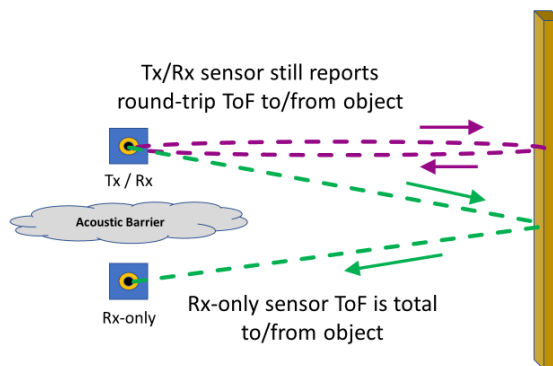 Tx/Rx sensor still reports
round-trip ToF to/from object
Tx / Rx
Acoustic Barrier
Rx-only
Rx-only sensor ToF is total
to/from object